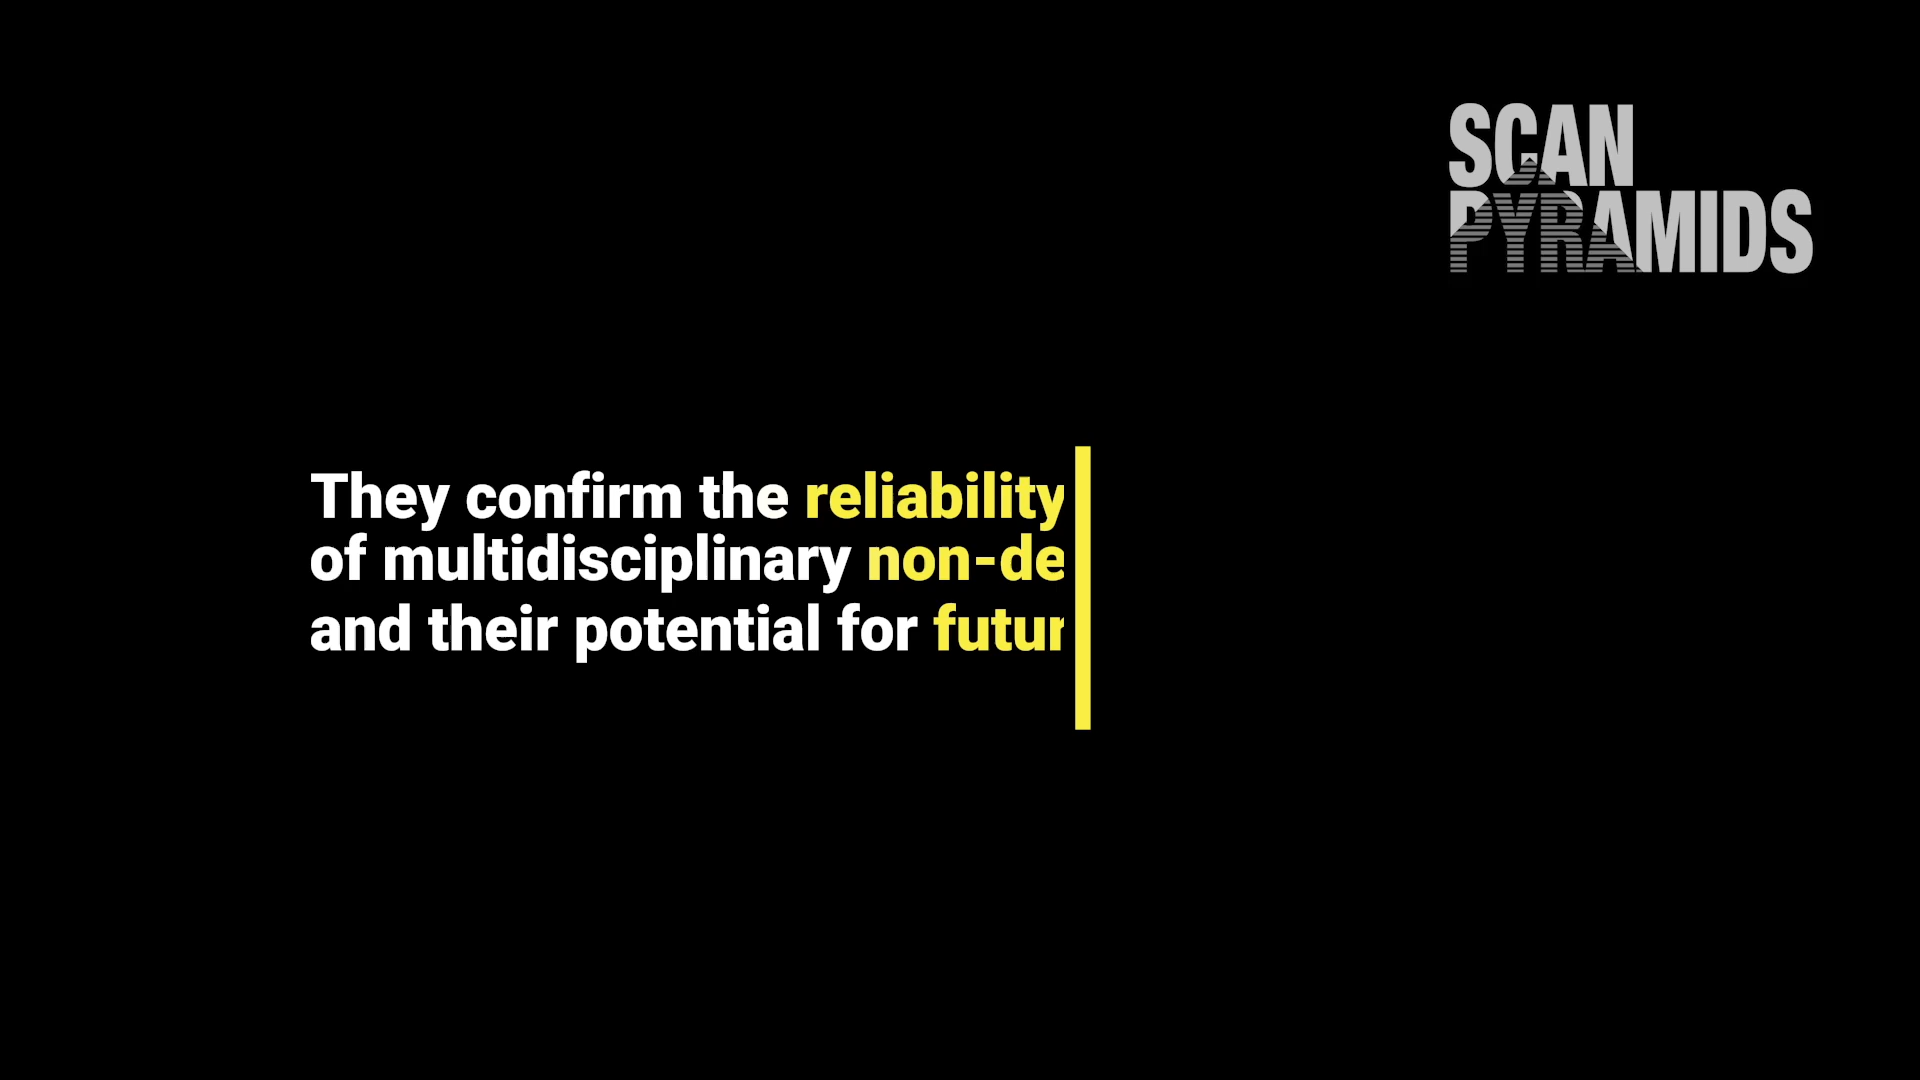 SCAN
PYRAMIDS
They confirm the reliability
of multidisciplinary non-de
and their potential for futur